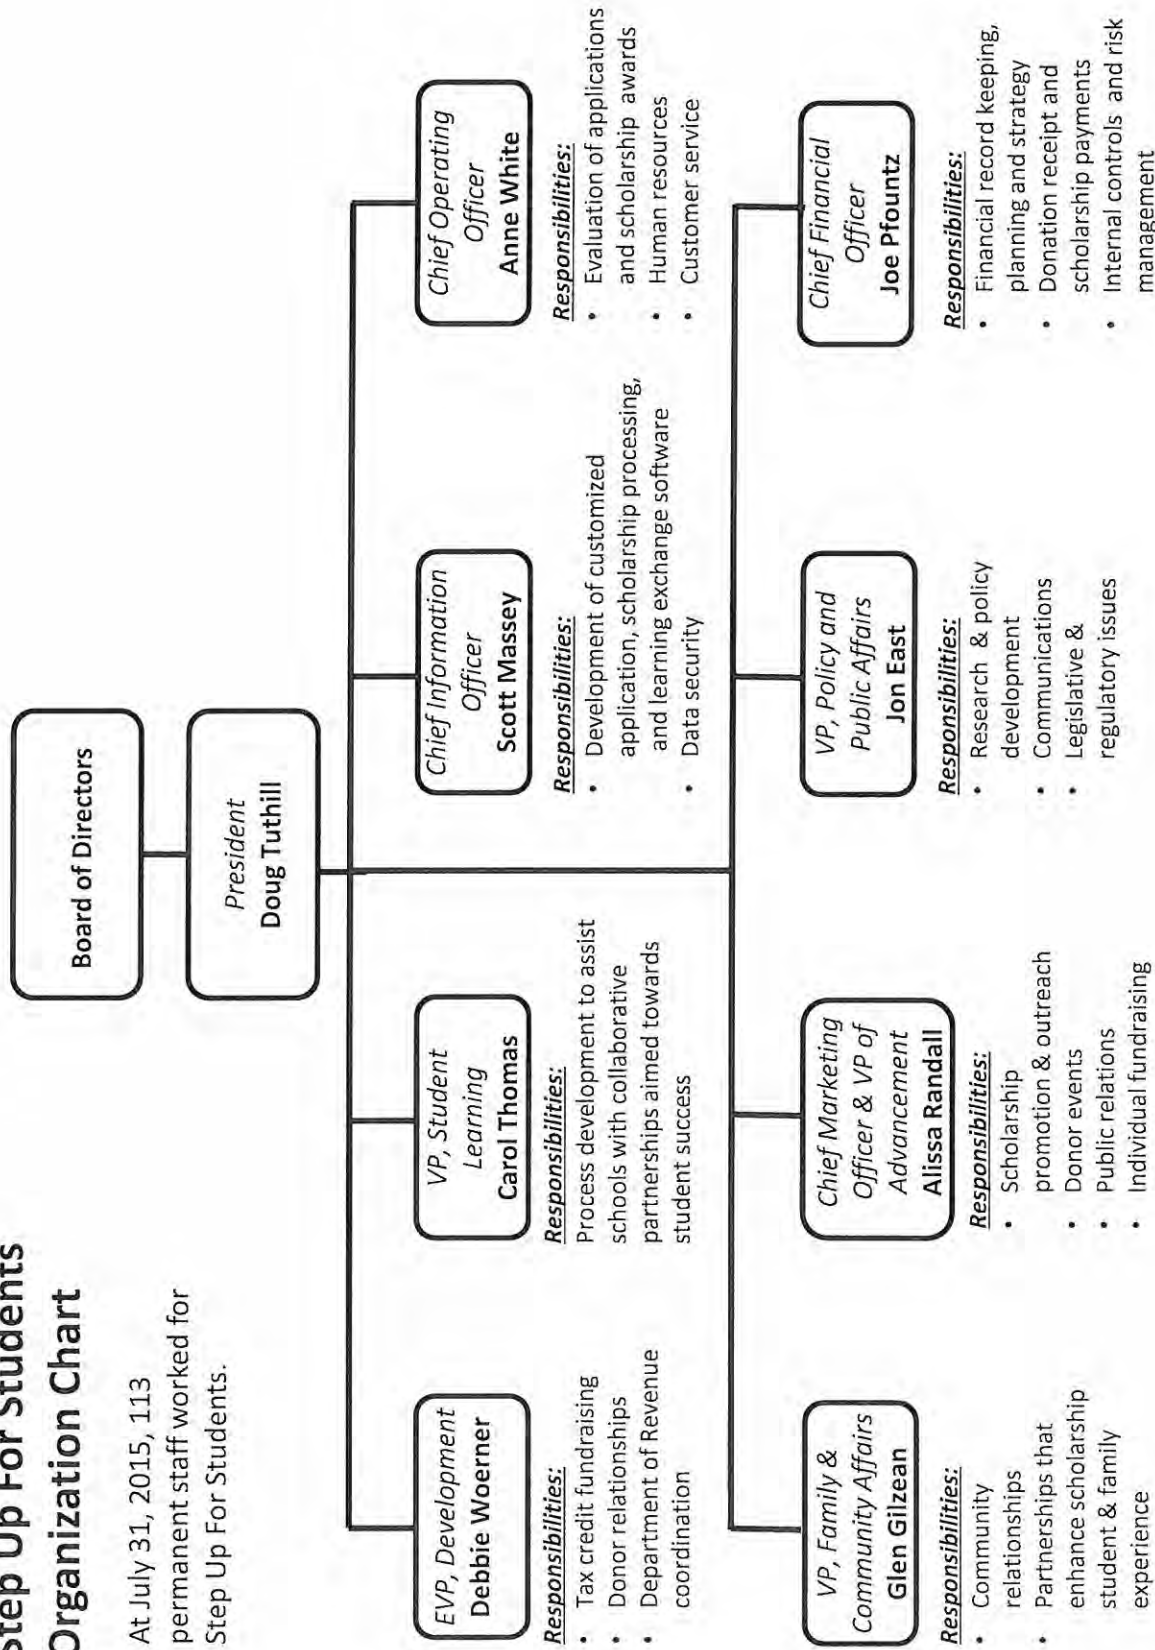 Step Up For Students
Organization Chart
At July 31, 2015, 113
permanent staff worked for
Step Up For Students.
Board of Directors
President
Doug Tuthill
EVP, Development
Debbie Woerner
Responsibilities:
• Tax credit fundraising
• Donor relationships
• Department of Revenue
coordination
VP, Student
Learning
Carol Thomas
Responsibilities:
Process development to assist
schools with collaborative
partnerships aimed towards
student success
Chief Information
Officer
Scott Massey
Responsibilities:
• Development of customized
application, scholarship processing,
and learning exchange software
• Data security
Chief Operating
Officer
Anne White
Responsibilities:
• Evaluation of applications
and scholarship awards
• Human resources
• Customer service
VP, Family &
Community Affairs
Glen Gilzean
Responsibilities:
• Community
relationships
• Partnerships that
enhance scholarship
student & family
experience
Chief Marketing
Officer & VP of
Advancement
Alissa Randall
Responsibilities:
• Scholarship
promotion & outreach
• Donor events
• Public relations
• Individual fundraising
VP, Policy and
Public Affairs
Jon East
Responsibilities:
• Research & policy
development
• Communications
• Legislative &
regulatory issues
Chief Financial
Officer
Joe Pfountz
Responsibilities:
• Financial record keeping,
planning and strategy
• Donation receipt and
scholarship payments
• Internal controls and risk
management